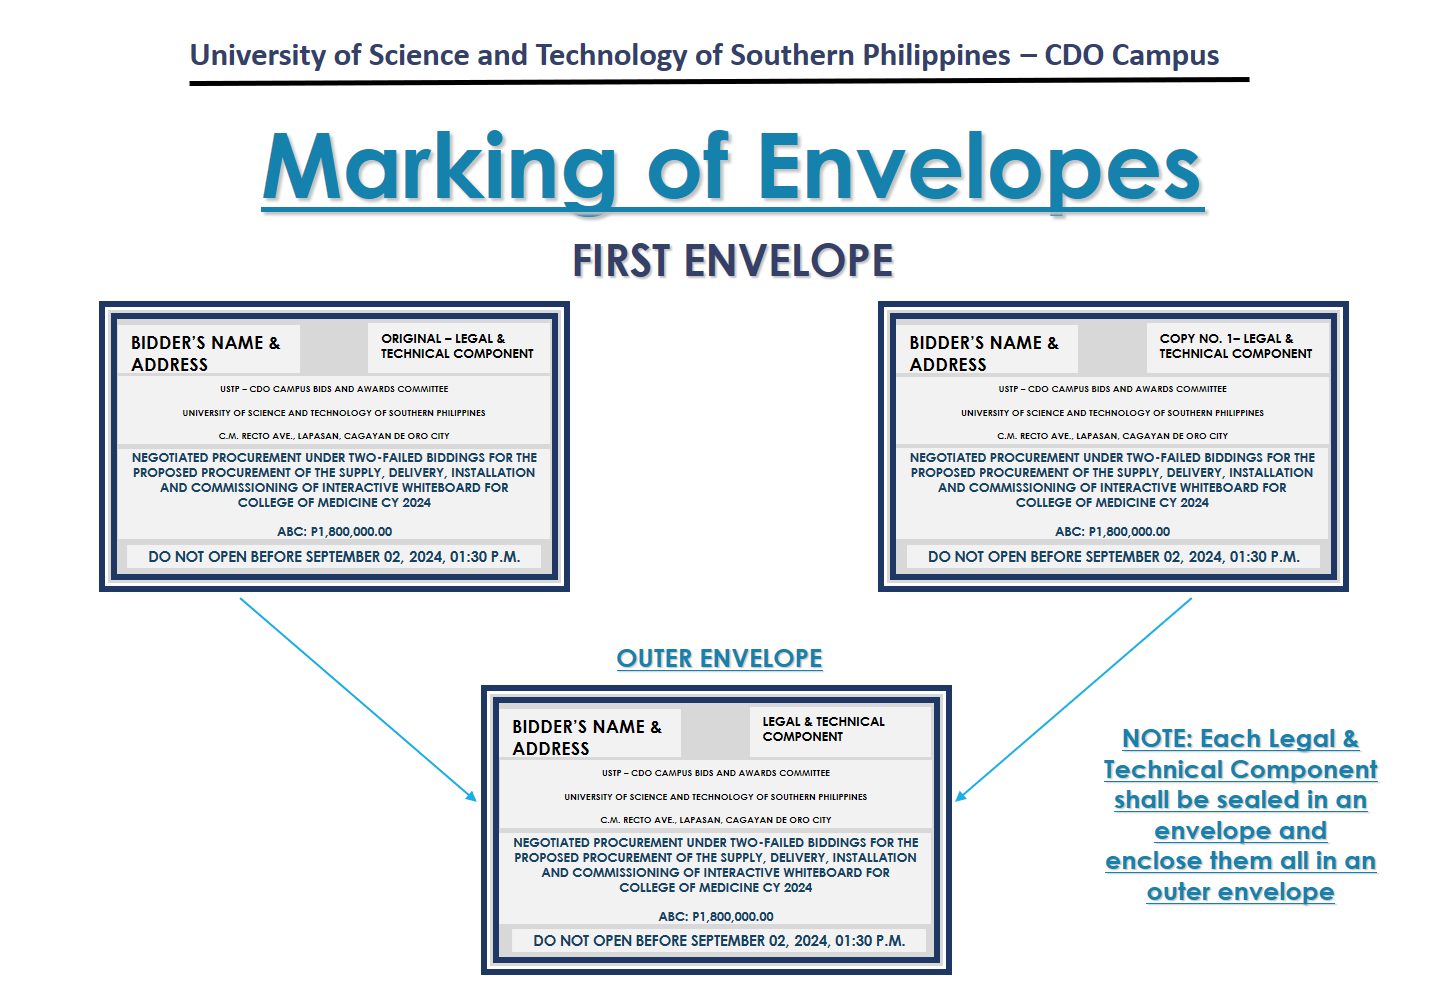 University of Science and Technology of Southern Philippines – CDO Campus
Marking of Envelopes
FIRST ENVELOPE
BIDDER'S NAME &
ADDRESS
ORIGINAL – LEGAL &
TECHNICAL COMPONENT
USTP – CDO CAMPUS BIDS AND AWARDS COMMITTEE
UNIVERSITY OF SCIENCE AND TECHNOLOGY OF SOUTHERN PHILIPPINES
C.M. RECTO AVE., LAPASAN, CAGAYAN DE ORO CITY
NEGOTIATED PROCUREMENT UNDER TWO-FAILED BIDDINGS FOR THE
PROPOSED PROCUREMENT OF THE SUPPLY, DELIVERY, INSTALLATION
AND COMMISSIONING OF INTERACTIVE WHITEBOARD FOR
COLLEGE OF MEDICINE CY 2024
ABC: P1,800,000.00
DO NOT OPEN BEFORE SEPTEMBER 02, 2024, 01:30 P.M.
BIDDER'S NAME &
ADDRESS
COPY NO. 1– LEGAL &
TECHNICAL COMPONENT
USTP – CDO CAMPUS BIDS AND AWARDS COMMITTEE
UNIVERSITY OF SCIENCE AND TECHNOLOGY OF SOUTHERN PHILIPPINES
C.M. RECTO AVE., LAPASAN, CAGAYAN DE ORO CITY
NEGOTIATED PROCUREMENT UNDER TWO-FAILED BIDDINGS FOR THE
PROPOSED PROCUREMENT OF THE SUPPLY, DELIVERY, INSTALLATION
AND COMMISSIONING OF INTERACTIVE WHITEBOARD FOR
COLLEGE OF MEDICINE CY 2024
ABC: P1,800,000.00
DO NOT OPEN BEFORE SEPTEMBER 02, 2024, 01:30 P.M.
OUTER ENVELOPE
BIDDER'S NAME &
ADDRESS
LEGAL & TECHNICAL
COMPONENT
USTP – CDO CAMPUS BIDS AND AWARDS COMMITTEE
UNIVERSITY OF SCIENCE AND TECHNOLOGY OF SOUTHERN PHILIPPINES
C.M. RECTO AVE., LAPASAN, CAGAYAN DE ORO CITY
NEGOTIATED PROCUREMENT UNDER TWO-FAILED BIDDINGS FOR THE
PROPOSED PROCUREMENT OF THE SUPPLY, DELIVERY, INSTALLATION
AND COMMISSIONING OF INTERACTIVE WHITEBOARD FOR
COLLEGE OF MEDICINE CY 2024
ABC: P1,800,000.00
DO NOT OPEN BEFORE SEPTEMBER 02, 2024, 01:30 P.M.
NOTE: Each Legal &
Technical Component
shall be sealed in an
envelope and
enclose them all in an
outer envelope